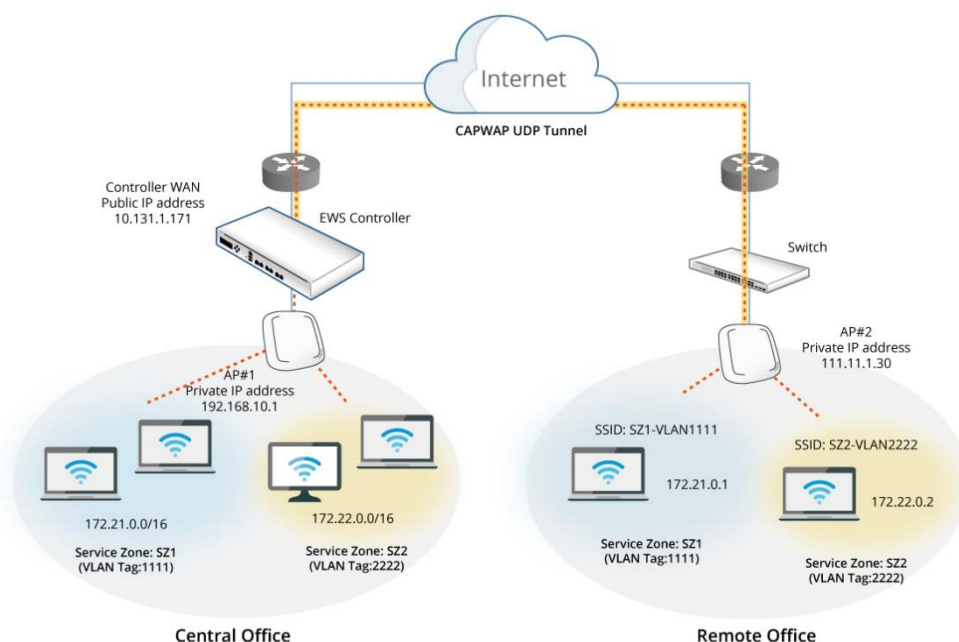 Internet
CAPWAP UDP Tunnel
Controller WAN
Public IP address
10.131.1.171
EWS Controller
Switch
AP#1
Private IP address
192.168.10.1
AP#2
Private IP address
111.11.1.30
172.21.0.0/16
Service Zone: SZ1
(VLAN Tag:1111)
172.22.0.0/16
Service Zone: SZ2
(VLAN Tag:2222)
SSID: SZ1-VLAN1111
172.21.0.1
Service Zone: SZ1
(VLAN Tag:1111)
SSID: SZ2-VLAN2222
172.22.0.2
Service Zone: SZ2
(VLAN Tag:2222)
Central Office
Remote Office